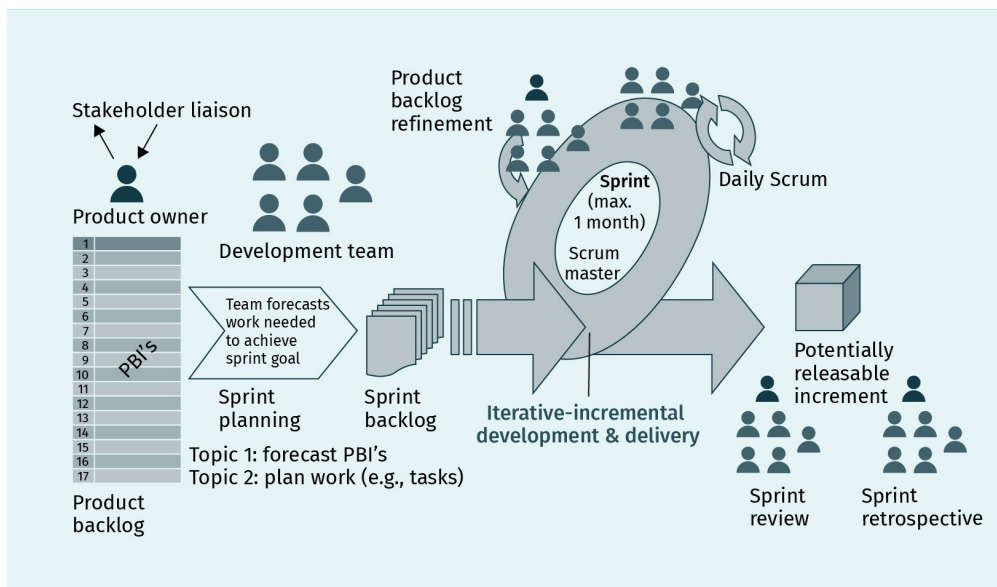 Stakeholder liaison
Product owner
1
2
3
4
5
6
7
8
9
10
11
12
13
14
15
16
17
PBI's
Product
backlog
Development team
Team forecasts
work needed
to achieve
sprint goal
Sprint
planning
Sprint
backlog
Topic 1: forecast PBI's
Topic 2: plan work (e.g., tasks)
Product
backlog
refinement
Sprint
(max.
1 month)
Scrum
master
Daily Scrum
Iterative-incremental
development & delivery
Potentially
releasable
increment
Sprint
review
Sprint
retrospective